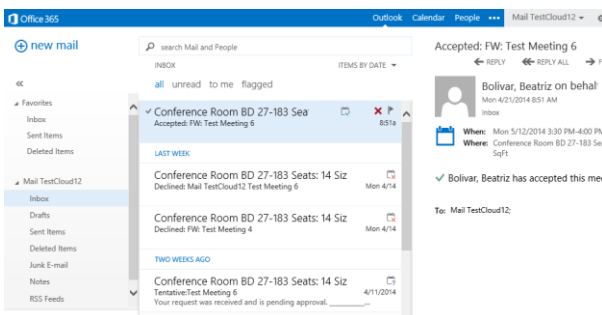 Office 365
Outlook Calendar People ••• Mail TestCloud12
new mail
search Mail and People
INBOX ITEMS BY DATE
all unread to me flagged
«
Favorites
Inbox
Sent Items
Deleted Items
Mail TestCloud12
Inbox
Drafts
Sent Items
Deleted Items
Junk E-mail
Notes
RSS Feeds
Conference Room BD 27-183 Sea
Accepted: FW: Test Meeting 6 8:51a
LAST WEEK
Conference Room BD 27-183 Seats: 14 Siz
Declined: Mail TestCloud12 Test Meeting 6 Mon 4/14
Conference Room BD 27-183 Seats: 14 Siz
Declined: FW: Test Meeting 4 Mon 4/14
TWO WEEKS AGO
Conference Room BD 27-183 Seats: 14 Siz
Tentative:Test Meeting 6 4/11/2014
Your request was received and is pending approval. __________...
Accepted: FW: Test Meeting 6
REPLY REPLY ALL F
Bolivar, Beatriz on behalf
Mon 4/21/2014 8:51 AM
Inbox
When: Mon 5/12/2014 3:30 PM-4:00 PM
Where: Conference Room BD 27-183 Se
SqFt
Bolivar, Beatriz has accepted this mee
To: Mail TestCloud12;